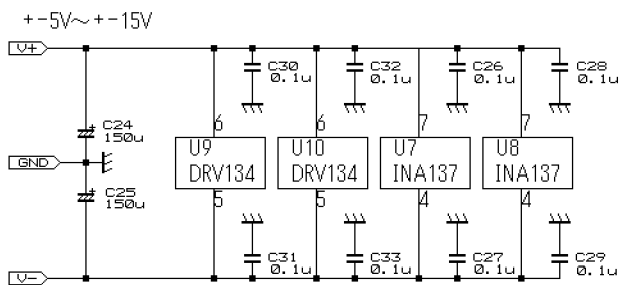 +-5V～+-15V
V+
C30
0.1u
C32
0.1u
C26
0.1u
C28
0.1u
6
6
7
7
C24
150u
U9
DRV134
U10
DRV134
U7
INA137
U8
INA137
GND
C25
150u
5
5
4
4
C31
0.1u
C33
0.1u
C27
0.1u
C29
0.1u
V-